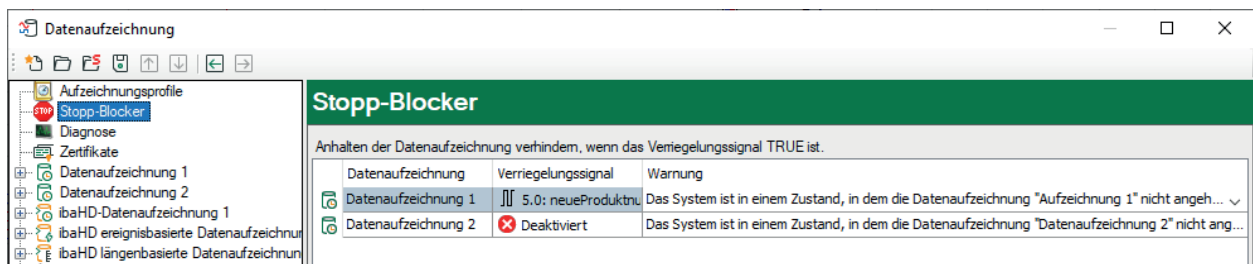 Datenaufzeichnung
Aufzeichnungsprofile
STOP Stopp-Blocker
Diagnose
Zertifikate
Datenaufzeichnung 1
Datenaufzeichnung 2
ibaHD-Datenaufzeichnung 1
ibaHD ereignisbasierte Datenaufzeichnur
ibaHD längenbasierte Datenaufzeichnun
Stopp-Blocker
Anhalten der Datenaufzeichnung verhindern, wenn das Verriegelungssignal TRUE ist.
Datenaufzeichnung Verriegelungssignal Warnung
Datenaufzeichnung 1 5.0: neueProduktnu Das System ist in einem Zustand, in dem die Datenaufzeichnung "Aufzeichnung 1" nicht angeh...
Datenaufzeichnung 2 Deaktiviert Das System ist in einem Zustand, in dem die Datenaufzeichnung "Datenaufzeichnung 2" nicht ang...